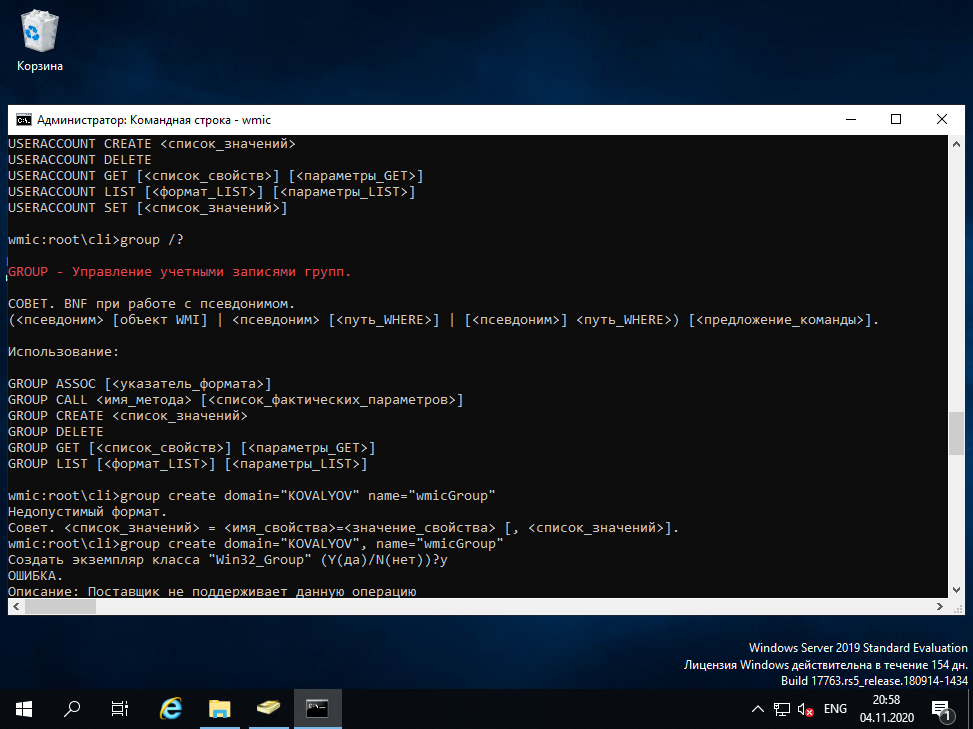 Корзина
Администратор: Командная строка - wmic
USERACCOUNT CREATE <список_значений>
USERACCOUNT DELETE
USERACCOUNT GET [<список_свойств>] [<параметры_GET>]
USERACCOUNT LIST [<формат_LIST>] [<параметры_LIST>]
USERACCOUNT SET [<список_значений>]
wmic:root\cli>group /?
GROUP - Управление учетными записями групп.
СОВЕТ. BNF при работе с псевдонимом.
(<псевдоним> [объект WMI] | <псевдоним> [<путь_WHERE>] | [<псевдоним>] <путь_WHERE>) [<предложение_команды>].
Использование:
GROUP ASSOC [<указатель_формата>]
GROUP CALL <имя_метода> [<список_фактических_параметров>]
GROUP CREATE <список_значений>
GROUP DELETE
GROUP GET [<список_свойств>] [<параметры_GET>]
GROUP LIST [<формат_LIST>] [<параметры_LIST>]
wmic:root\cli>group create domain="KOVALYOV" name="wmicGroup"
Недопустимый формат.
Совет. <список_значений> = <имя_свойства>=<значение_свойства> [, <список_значений>].
wmic:root\cli>group create domain="KOVALYOV", name="wmicGroup"
Создать экземпляр класса "Win32_Group" (Y(да)/N(нет))?y
ОШИБКА.
Описание: Поставщик не поддерживает данную операцию
Windows Server 2019 Standard Evaluation
Лицензия Windows действительна в течение 154 дн.
Build 17763.rs5_release.180914-1434
ENG
20:58
04.11.2020
1